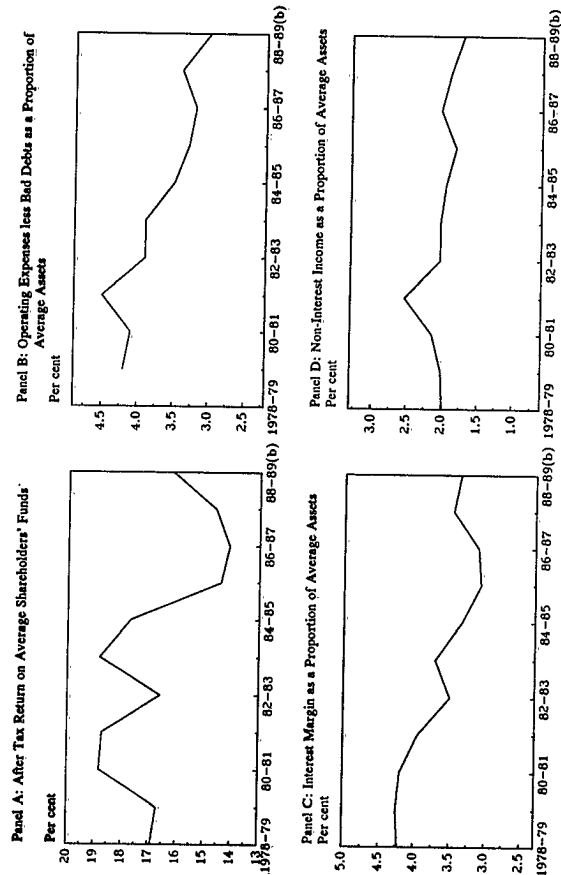 Panel A: After Tax Return on Average Shareholders' Funds
Per cent
20
19
18
17
16
15
14
13
1978-79 80-81 82-83 84-85 86-87 88-89(b)
Panel B: Operating Expenses less Bad Debts as a Proportion of
Average Assets
Per cent
4.5
4.0
3.5
3.0
2.5
1978-79 80-81 82-83 84-85 86-87 88-89(b)
Panel C: Interest Margin as a Proportion of Average Assets
Per cent
5.0
4.5
4.0
3.5
3.0
2.5
1978-79 80-81 82-83 84-85 86-87 88-89(b)
Panel D: Non-Interest Income as a Proportion of Average Assets
Per cent
3.0
2.5
2.0
1.5
1.0
1978-79 80-81 82-83 84-85 86-87 88-89(b)